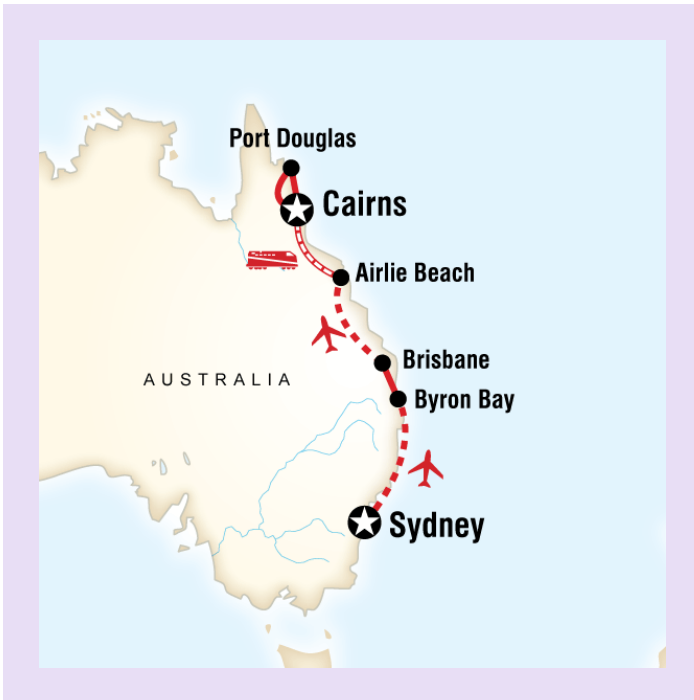 Port Douglas
Cairns
Airlie Beach
Brisbane
AUSTRALIA
Byron Bay
Sydney